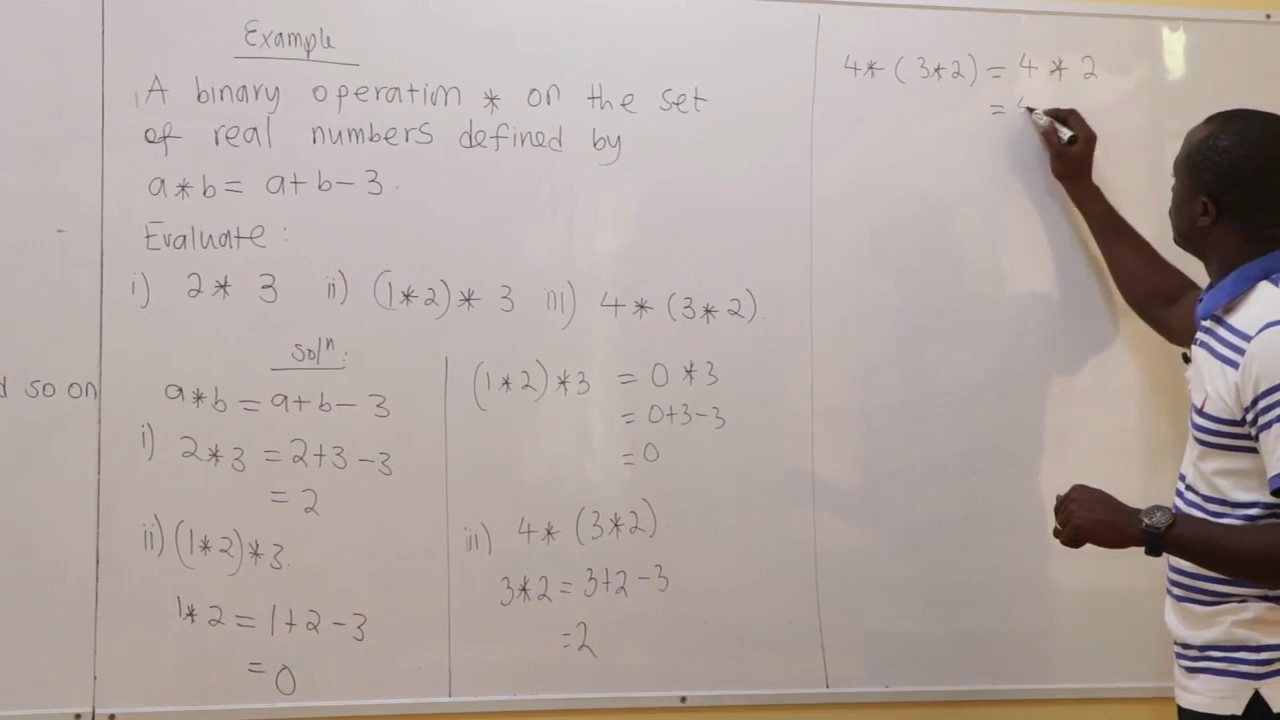 Example
A binary operation * on the set
of real numbers defined by
a*b = a+b-3.
Evaluate:
i) 2 * 3 ii) (1*2)* 3 iii) 4 * (3*2).
soln:
a*b = a+b-3
i) 2*3 = 2+3-3
= 2
ii) (1*2)*3.
1*2 = 1+2-3
= 0
(1*2)*3 = 0*3
= 0+3-3
= 0
iii) 4* (3*2)
3*2 = 3+2-3
=2
4*(3*2) = 4 * 2
= 4
so on